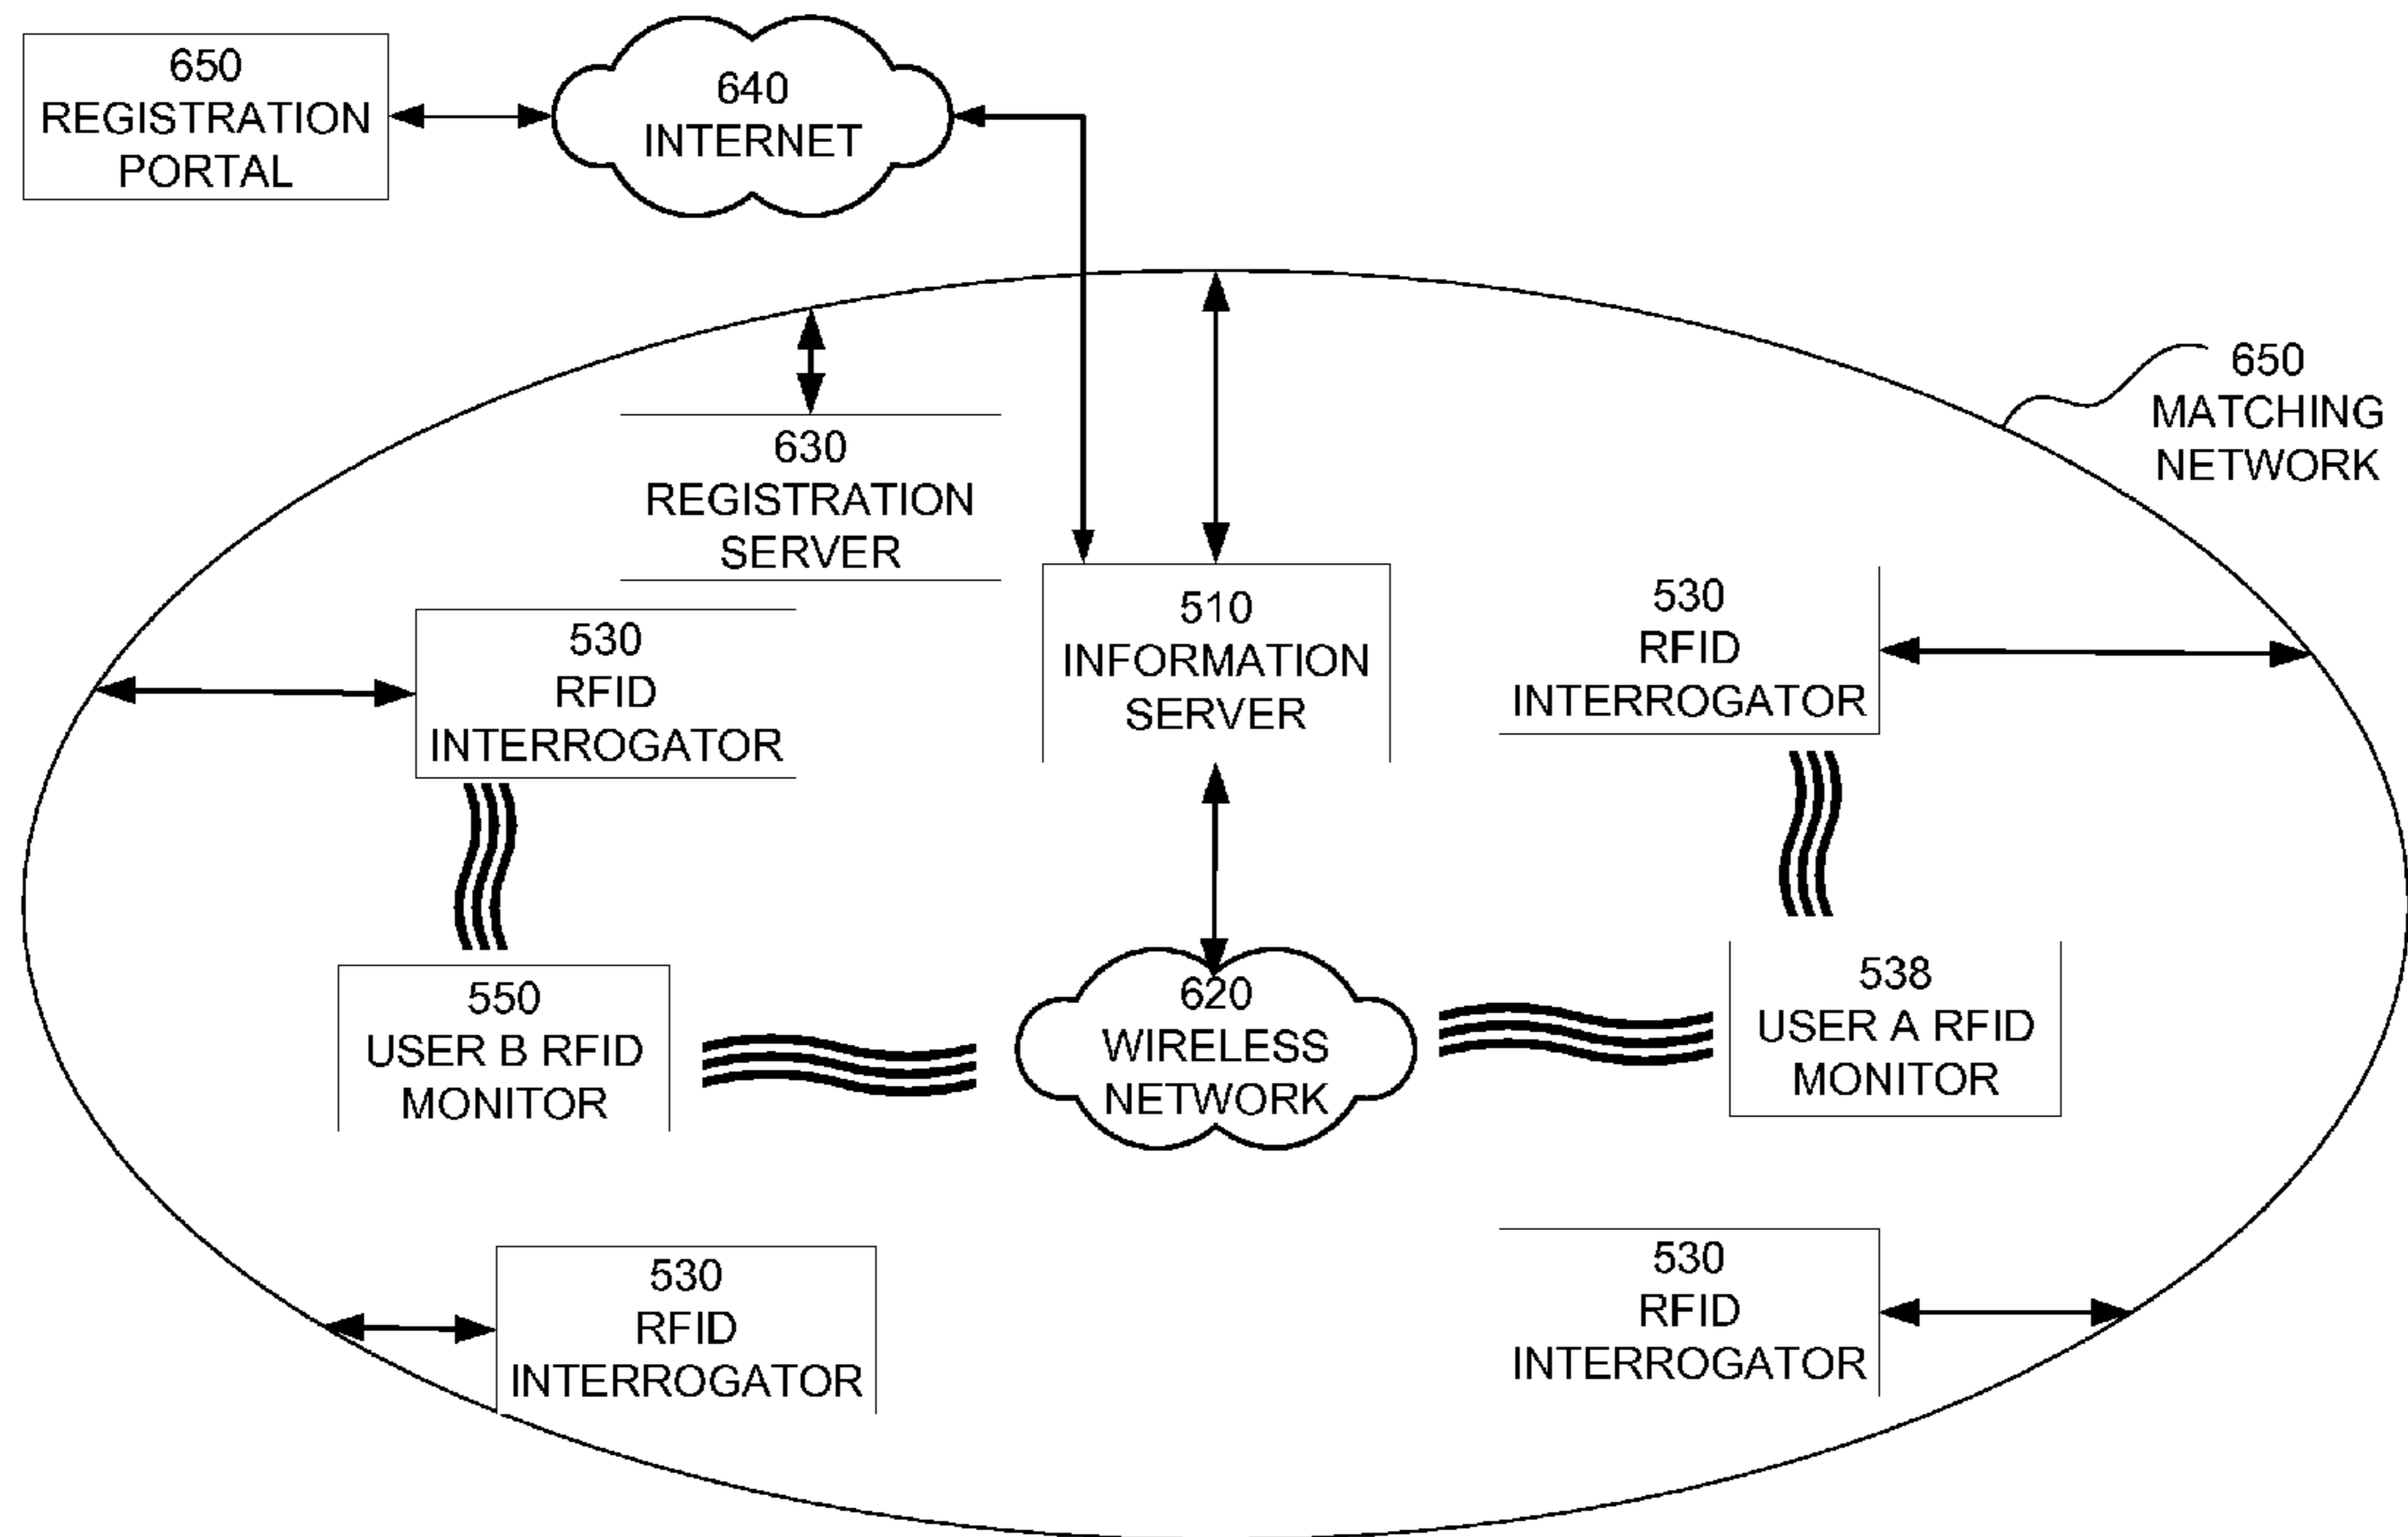 650
REGISTRATION
PORTAL
640
INTERNET
650
MATCHING
NETWORK
630
REGISTRATION
SERVER
510
INFORMATION
SERVER
530
RFID
INTERROGATOR
530
RFID
INTERROGATOR
550
USER B RFID
MONITOR
620
WIRELESS
NETWORK
538
USER A RFID
MONITOR
530
RFID
INTERROGATOR
530
RFID
INTERROGATOR